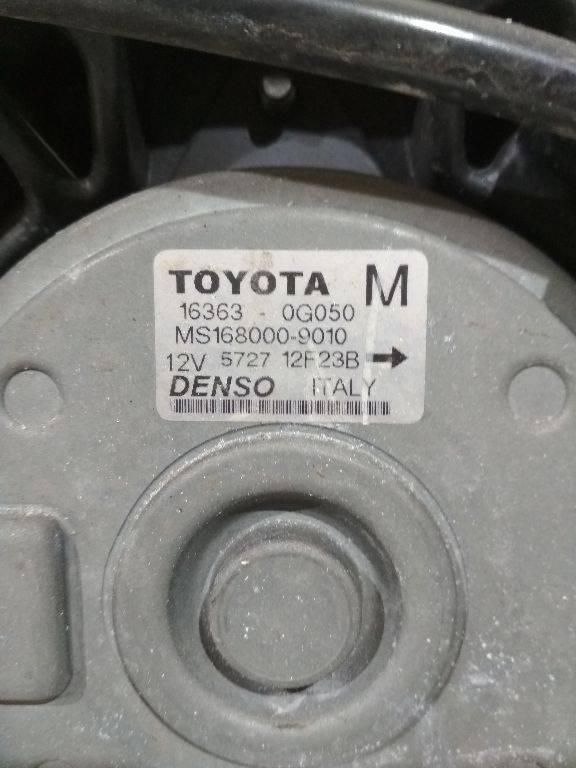 TOYOTA M
16363 - 0G050
MS168000-9010
12V 5727 12F23B →
DENSO ITALY